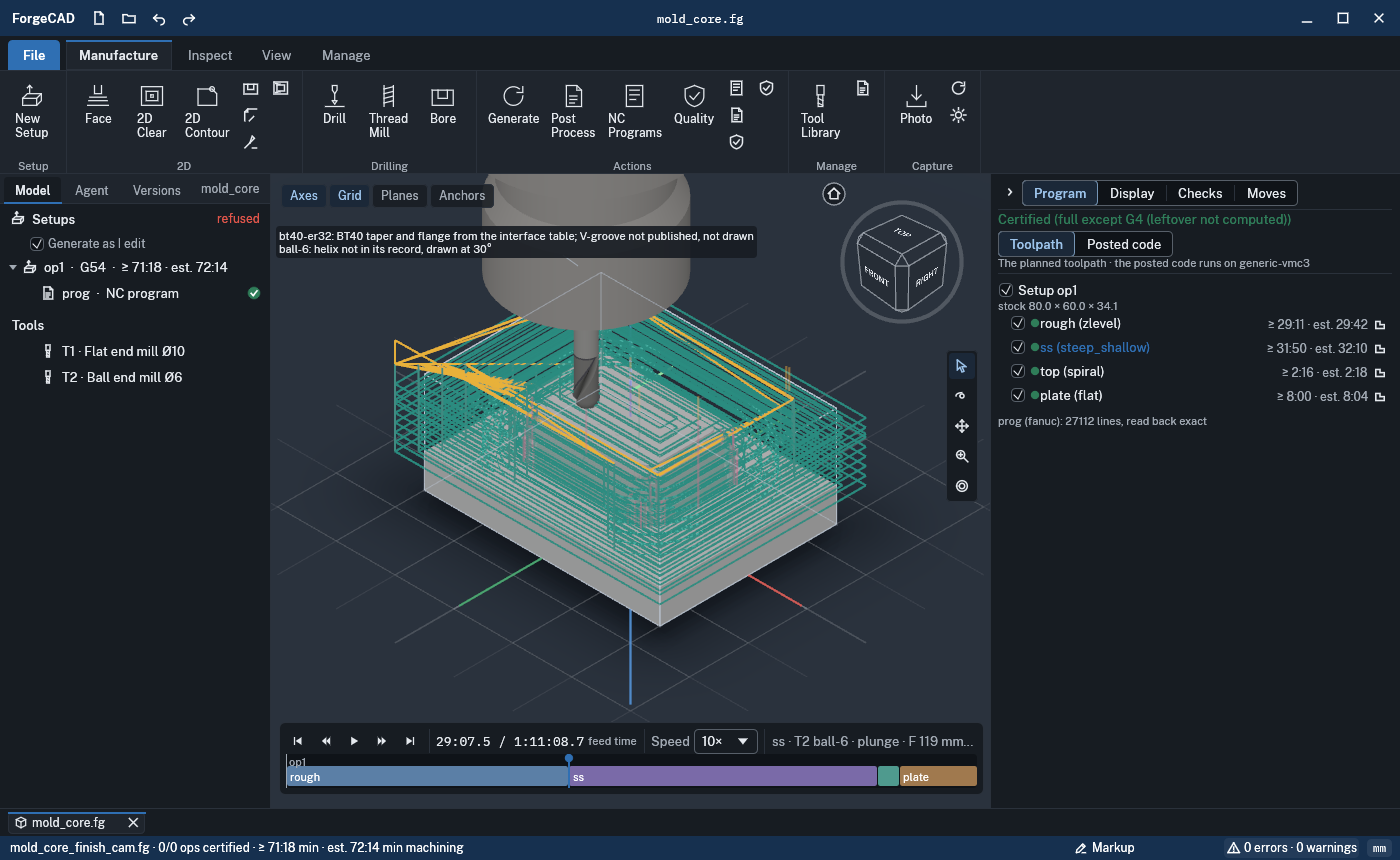 ForgeCAD
mold_core.fg
File
Manufacture
Inspect
View
Manage
New Setup
Face
2D Clear
2D Contour
Drill
Thread Mill
Bore
Generate
Post Process
NC Programs
Quality
Tool Library
Photo
Setup
2D
Drilling
Actions
Manage
Capture
Model
Agent
Versions
mold_core
Setups
refused
Generate as I edit
op1 · G54 · ≥ 71:18 · est. 72:14
prog · NC program
Tools
T1 · Flat end mill Ø10
T2 · Ball end mill Ø6
Axes
Grid
Planes
Anchors
bt40-er32: BT40 taper and flange from the interface table; V-groove not published, not drawn
ball-6: helix not in its record, drawn at 30°
TOP
FRONT
RIGHT
Program
Display
Checks
Moves
Certified (full except G4 (leftover not computed))
Toolpath
Posted code
The planned toolpath · the posted code runs on generic-vmc3
Setup op1
stock 80.0 × 60.0 × 34.1
rough (zlevel) ≥ 29:11 · est. 29:42
ss (steep_shallow) ≥ 31:50 · est. 32:10
top (spiral) ≥ 2:16 · est. 2:18
plate (flat) ≥ 8:00 · est. 8:04
prog (fanuc): 27112 lines, read back exact
29:07.5 / 1:11:08.7 feed time
Speed
10×
ss · T2 ball-6 · plunge · F 119 mm...
op1
rough
ss
plate
mold_core.fg
mold_core_finish_cam.fg · 0/0 ops certified · ≥ 71:18 min · est. 72:14 min machining
Markup
0 errors · 0 warnings
mm